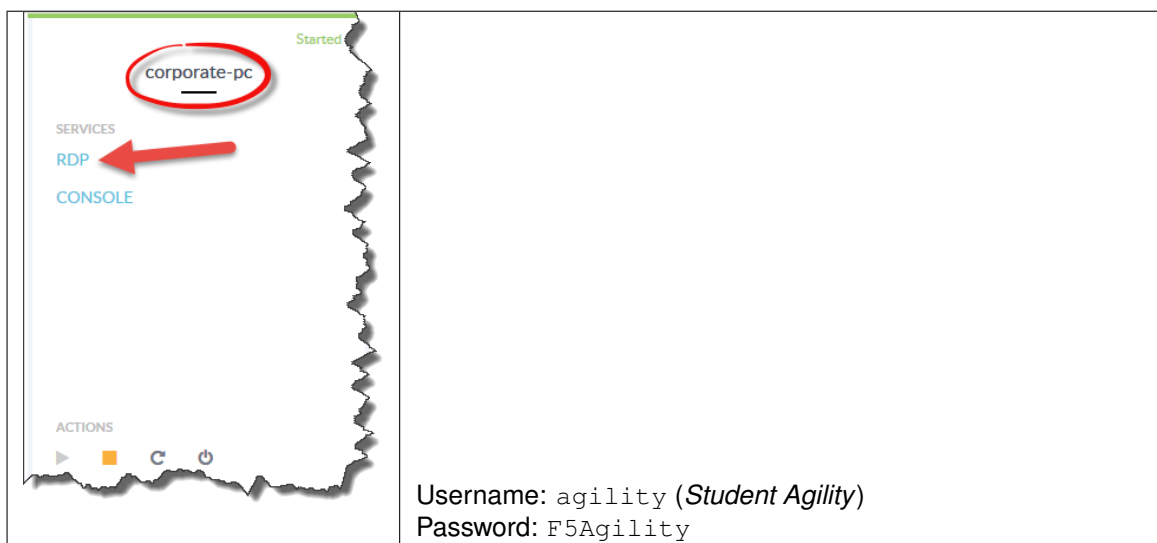 Started
corporate-pc
SERVICES
RDP
CONSOLE
ACTIONS
Username: agility (Student Agility)
Password: F5Agility